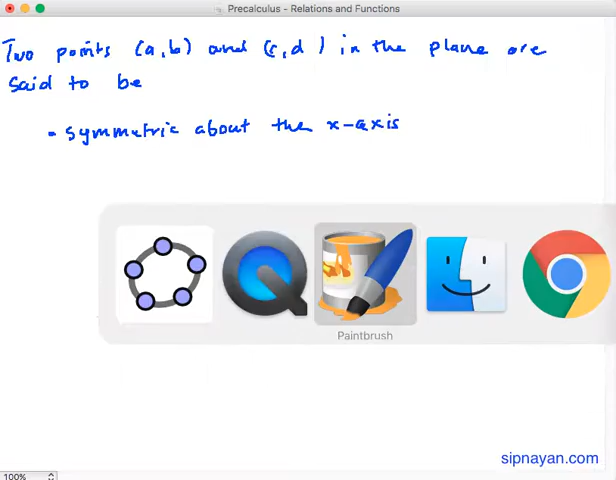 Precalculus - Relations and Functions
Two points (a,b) and (c,d) in the plane are
said to be
• symmetric about the x-axis
Paintbrush
sipnayan.com
100%